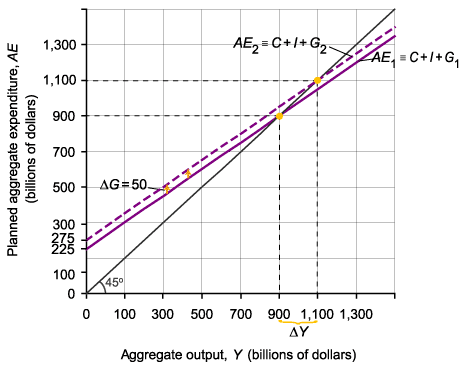 Planned aggregate expenditure, AE
(billions of dollars)
1,300
1,100
900
700
500
300
275
225
100
0
AE₂ ≡ C + I + G₂
AE₁ ≡ C + I + G₁
ΔG = 50
45°
0 100 300 500 700 900 1,100 1,300
ΔY
Aggregate output, Y (billions of dollars)